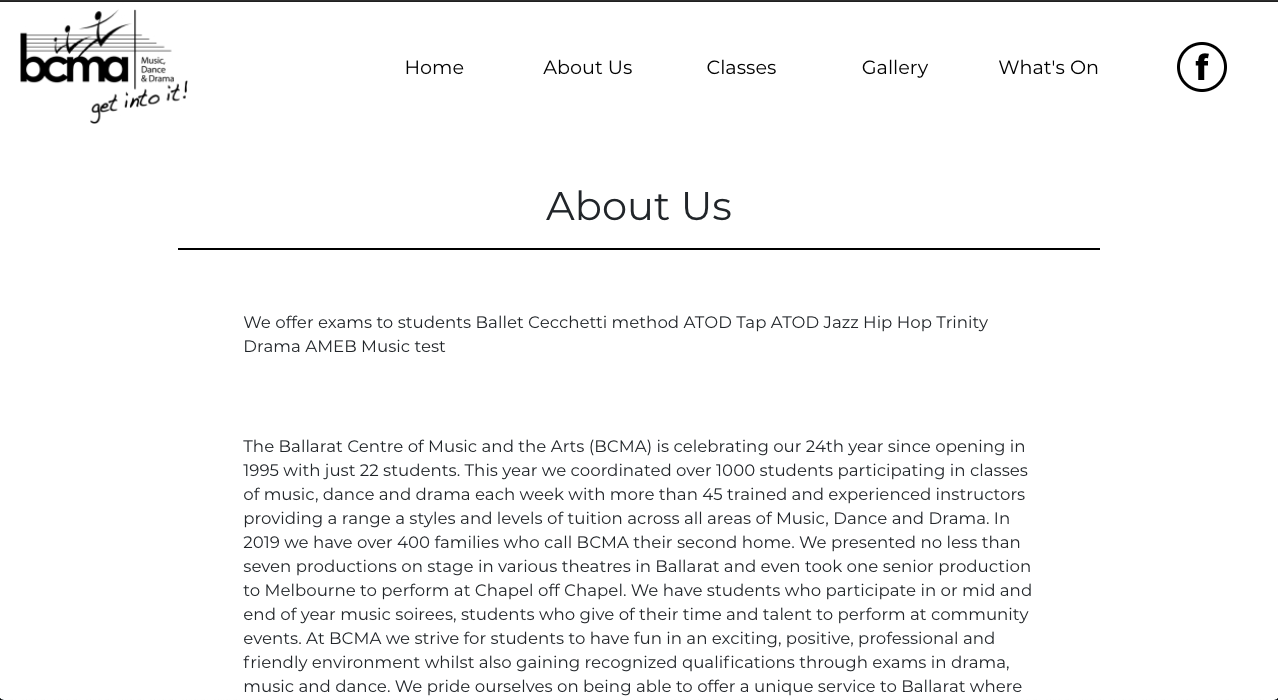 bcma
Music,
Dance
& Drama
get into it!
Home About Us Classes Gallery What's On
f
About Us
We offer exams to students Ballet Cecchetti method ATOD Tap ATOD Jazz Hip Hop Trinity
Drama AMEB Music test
The Ballarat Centre of Music and the Arts (BCMA) is celebrating our 24th year since opening in
1995 with just 22 students. This year we coordinated over 1000 students participating in classes
of music, dance and drama each week with more than 45 trained and experienced instructors
providing a range a styles and levels of tuition across all areas of Music, Dance and Drama. In
2019 we have over 400 families who call BCMA their second home. We presented no less than
seven productions on stage in various theatres in Ballarat and even took one senior production
to Melbourne to perform at Chapel off Chapel. We have students who participate in or mid and
end of year music soirees, students who give of their time and talent to perform at community
events. At BCMA we strive for students to have fun in an exciting, positive, professional and
friendly environment whilst also gaining recognized qualifications through exams in drama,
music and dance. We pride ourselves on being able to offer a unique service to Ballarat where